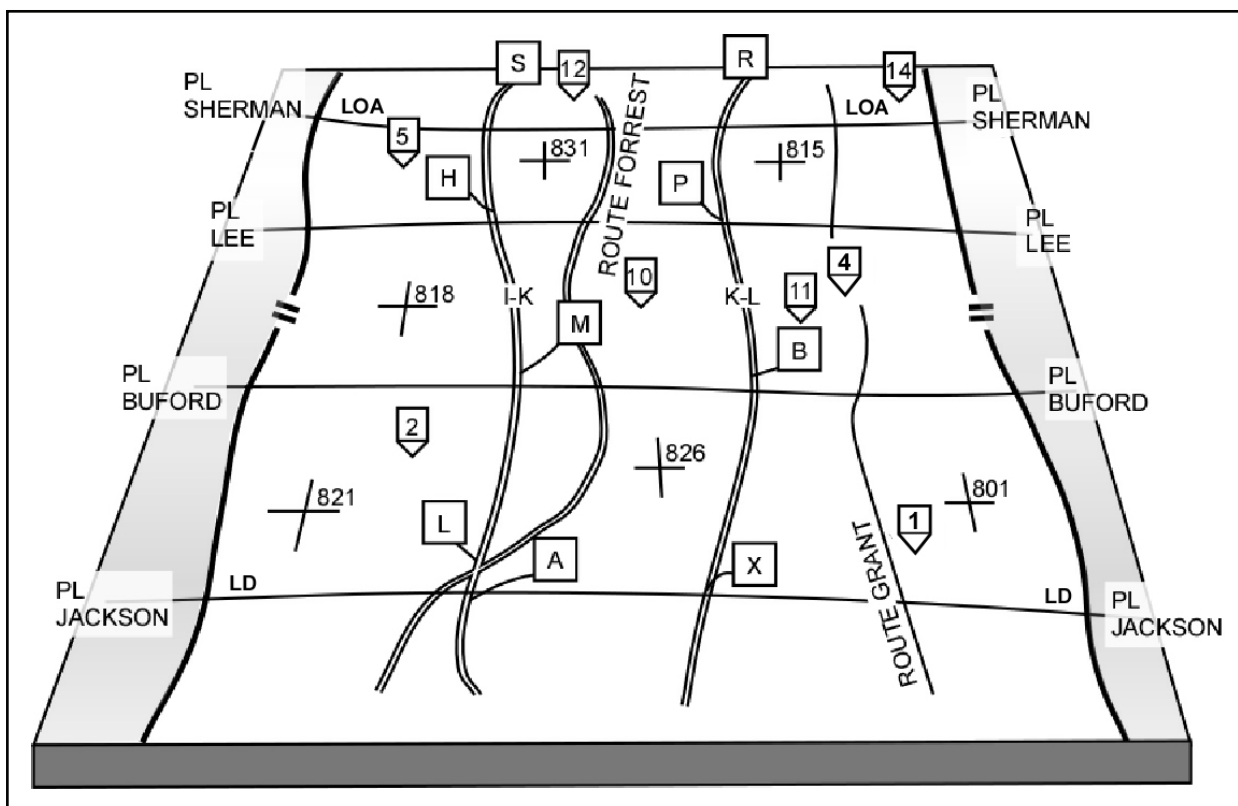 S
12
R
14
PL
SHERMAN
LOA
LOA
PL
SHERMAN
5
831
815
H
P
ROUTE FORREST
PL
LEE
PL
LEE
10
4
818
I-K
K-L
11
M
B
PL
BUFORD
PL
BUFORD
2
826
821
801
L
1
A
X
ROUTE GRANT
LD
LD
PL
JACKSON
PL
JACKSON